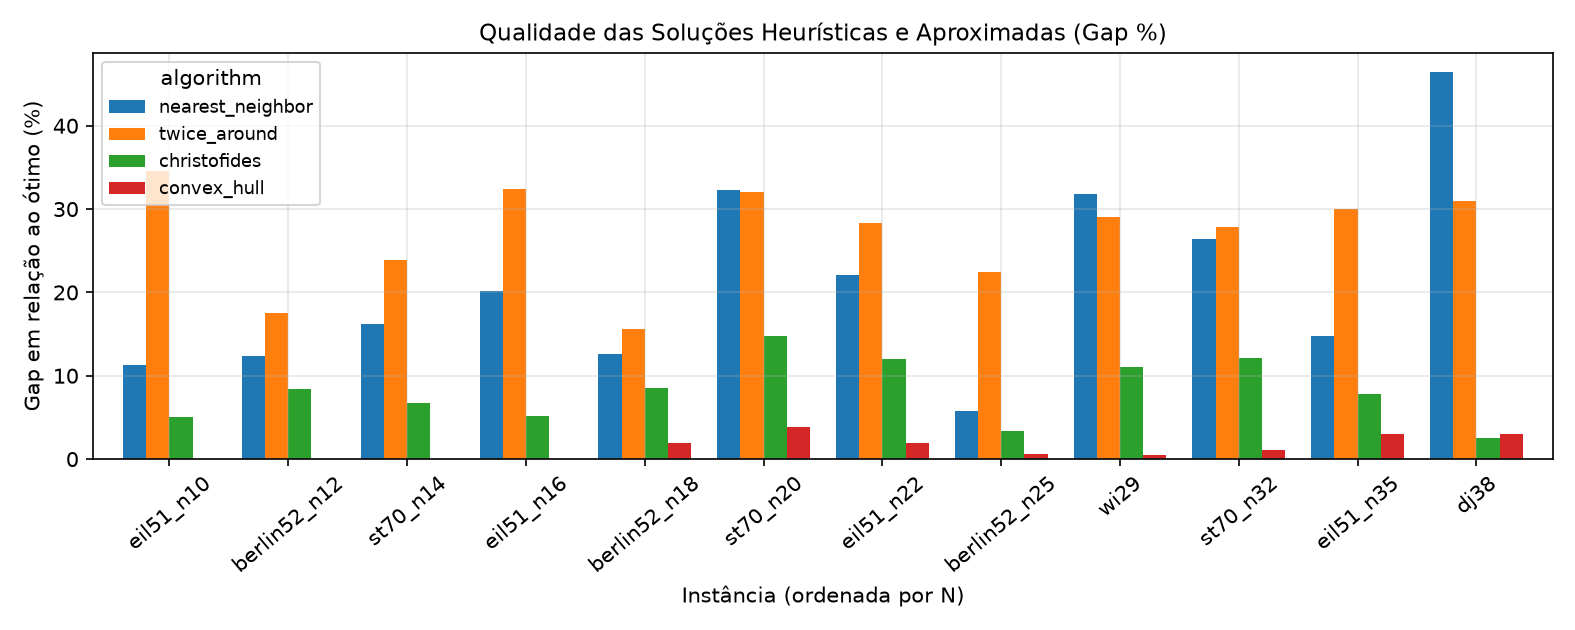 Qualidade das Soluções Heurísticas e Aproximadas (Gap %)
algorithm
nearest_neighbor
twice_around
christofides
convex_hull
Gap em relação ao ótimo (%)
40
30
20
10
0
eil51_n10
berlin52_n12
st70_n14
eil51_n16
berlin52_n18
st70_n20
eil51_n22
berlin52_n25
wi29
st70_n32
eil51_n35
dj38
Instância (ordenada por N)